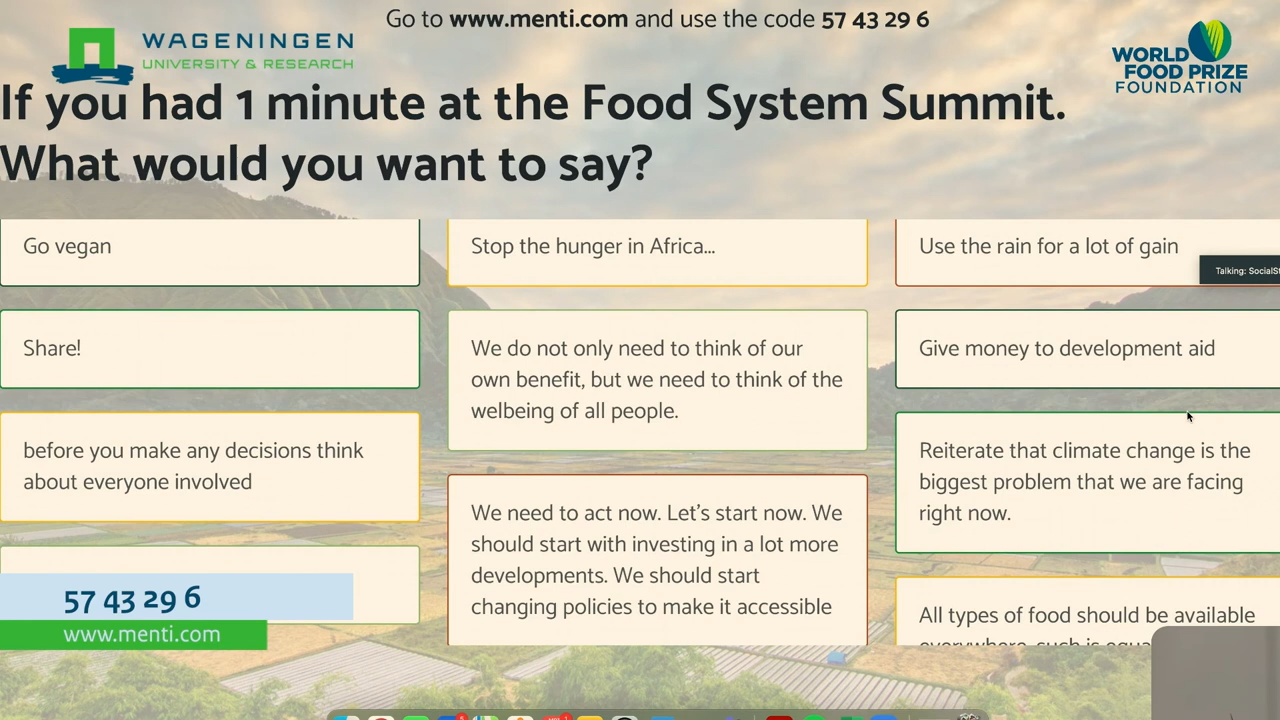 Go to www.menti.com and use the code 57 43 29 6
WAGENINGEN
UNIVERSITY & RESEARCH
WORLD
FOOD PRIZE
FOUNDATION
If you had 1 minute at the Food System Summit.
What would you want to say?
Go vegan
Share!
before you make any decisions think
about everyone involved
Stop the hunger in Africa...
We do not only need to think of our
own benefit, but we need to think of the
welbeing of all people.
We need to act now. Let's start now. We
should start with investing in a lot more
developments. We should start
changing policies to make it accessible
Use the rain for a lot of gain
Talking:
Give money to development aid
Reiterate that climate change is the
biggest problem that we are facing
right now.
All types of food should be available
everywhere, such is
57 43 29 6
www.menti.com